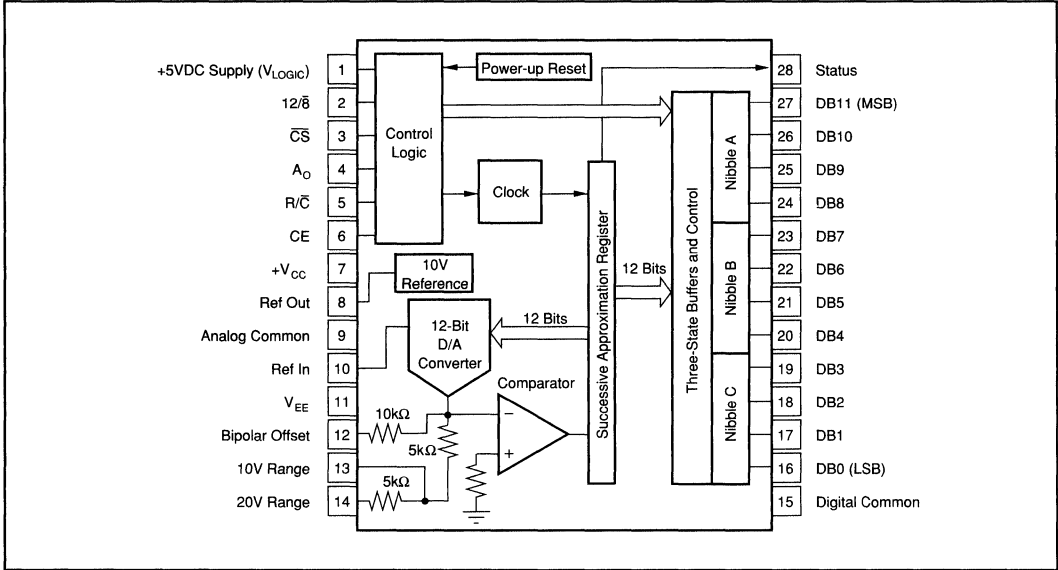 +5VDC Supply (VLOGIC) 1
12/8̅ 2
C̅S̅ 3
AO 4
R/C̅ 5
CE 6
+VCC 7
Ref Out 8
Analog Common 9
Ref In 10
VEE 11
Bipolar Offset 12
10V Range 13
20V Range 14
Control
Logic
Power-up Reset
Clock
10V
Reference
12-Bit
D/A
Converter
12 Bits
Comparator
10kΩ
5kΩ
5kΩ
−
+
Successive Approximation Register
12 Bits
Three-State Buffers and Control
Nibble A
Nibble B
Nibble C
28 Status
27 DB11 (MSB)
26 DB10
25 DB9
24 DB8
23 DB7
22 DB6
21 DB5
20 DB4
19 DB3
18 DB2
17 DB1
16 DB0 (LSB)
15 Digital Common